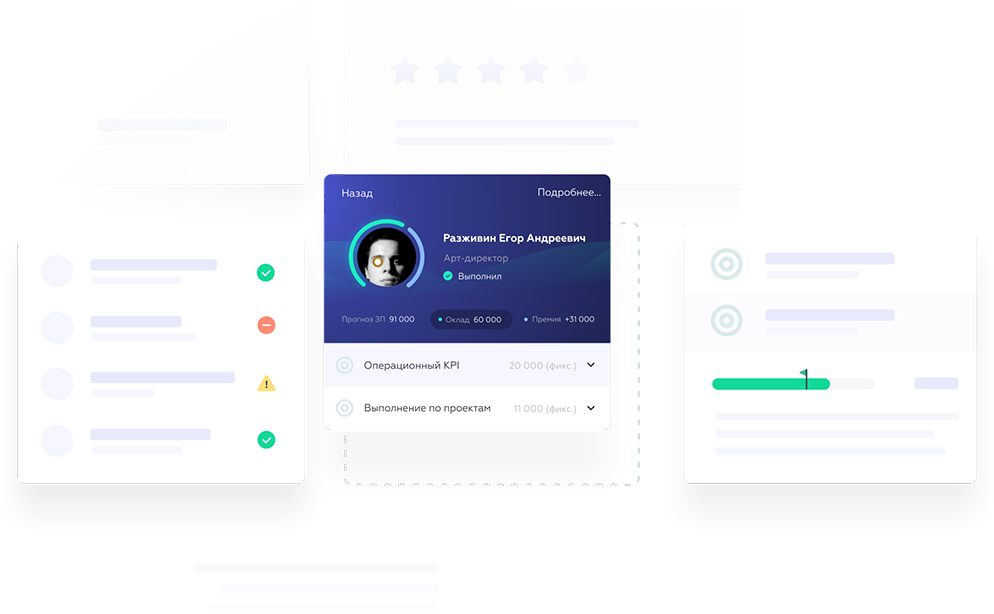 Назад Подробнее...
Разживин Егор Андреевич
Арт-директор
Выполнил
Прогноз ЗП 91 000 Оклад 60 000 Премия +31 000
Операционный KPI 20 000 (фикс.)
Выполнение по проектам 11 000 (фикс.)